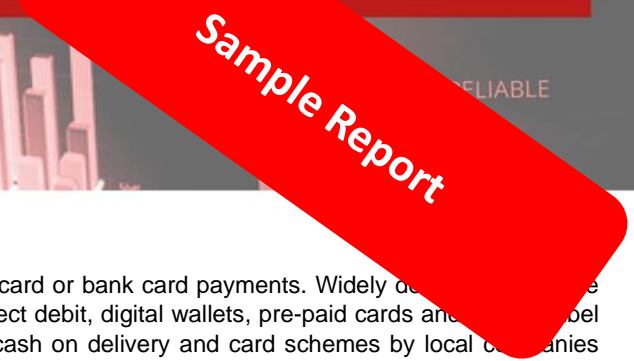 Sample Report
ELIABLE
card or bank card payments. Widely
ect debit, digital wallets, pre-paid cards and bel
cash on delivery and card schemes by local companies